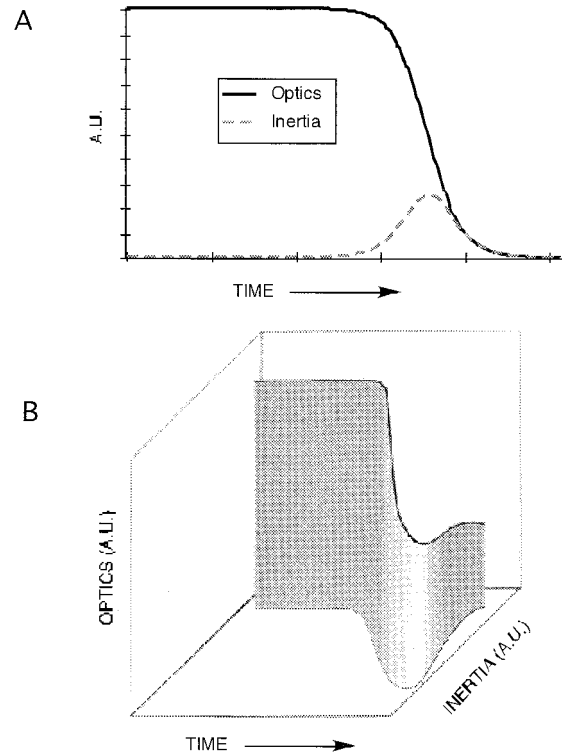 A
A.U.
Optics
Inertia
TIME
B
OPTICS (A.U.)
INERTIA (A.U.)
TIME